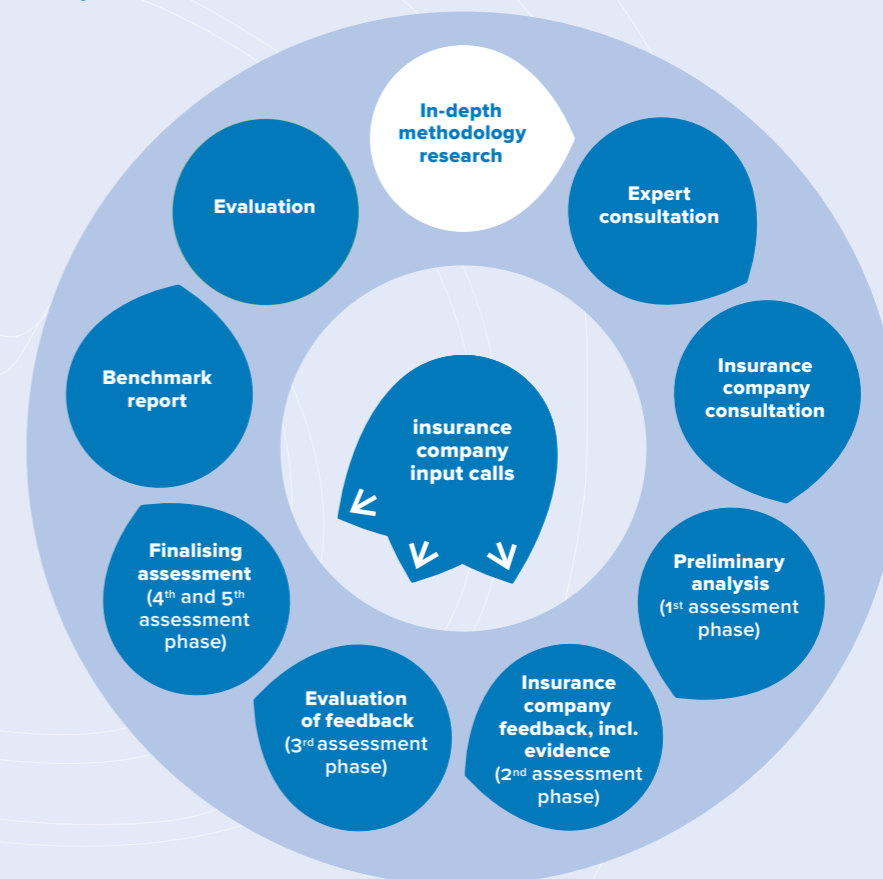 In-depth
methodology
research
Expert
consultation
Insurance
company
consultation
Preliminary
analysis
(1st assessment
phase)
Insurance
company
feedback, incl.
evidence
(2nd assessment
phase)
Evaluation
of feedback
(3rd assessment
phase)
Finalising
assessment
(4th and 5th
assessment
phase)
Benchmark
report
Evaluation
insurance
company
input calls